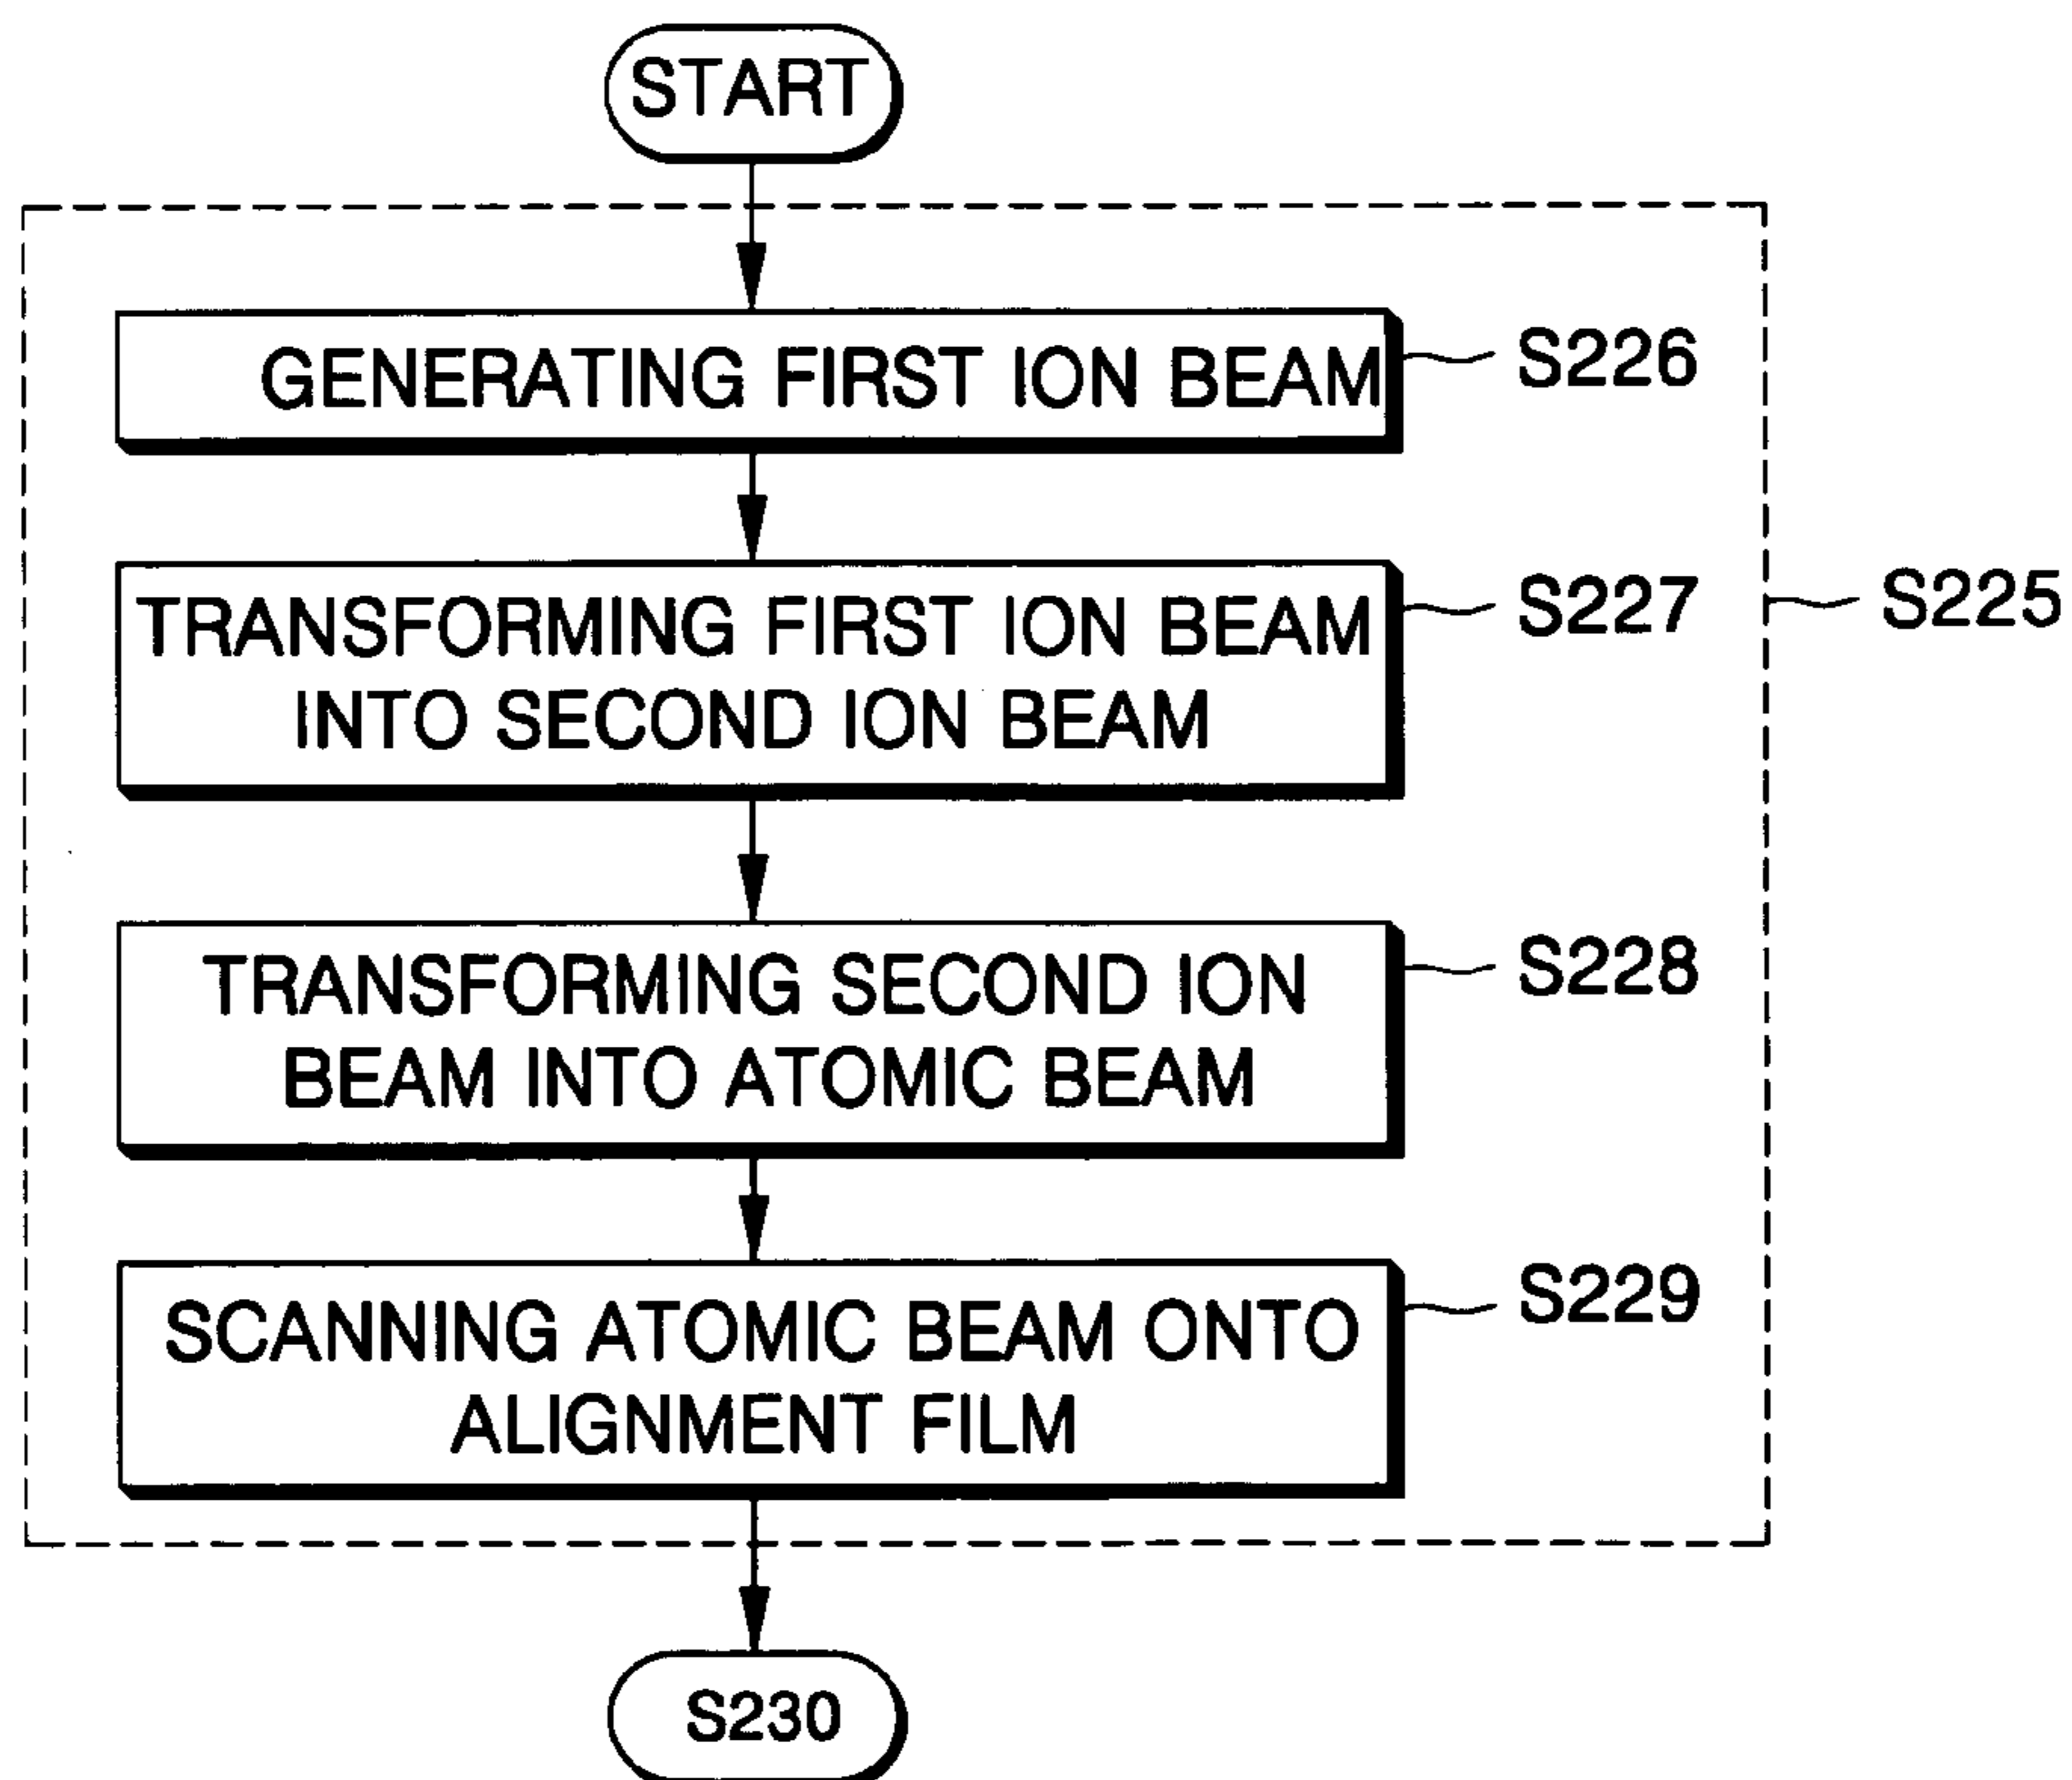 START
GENERATING FIRST ION BEAM
S226
TRANSFORMING FIRST ION BEAM
INTO SECOND ION BEAM
S227
S225
TRANSFORMING SECOND ION
BEAM INTO ATOMIC BEAM
S228
SCANNING ATOMIC BEAM ONTO
ALIGNMENT FILM
S229
S230